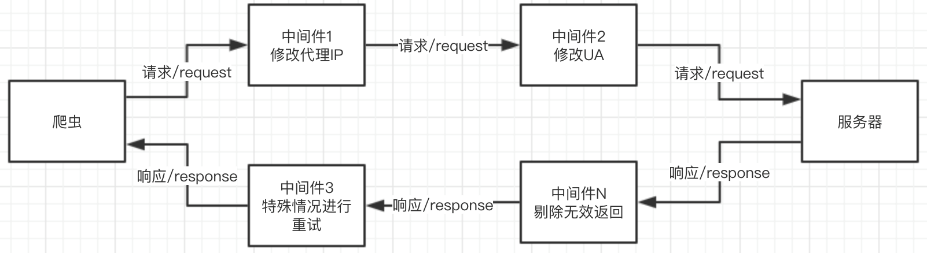 中间件1
修改代理IP
中间件2
修改UA
请求/request
请求/request
请求/request
爬虫
服务器
响应/response
响应/response
响应/response
中间件3
特殊情况进行
重试
中间件N
剔除无效返回